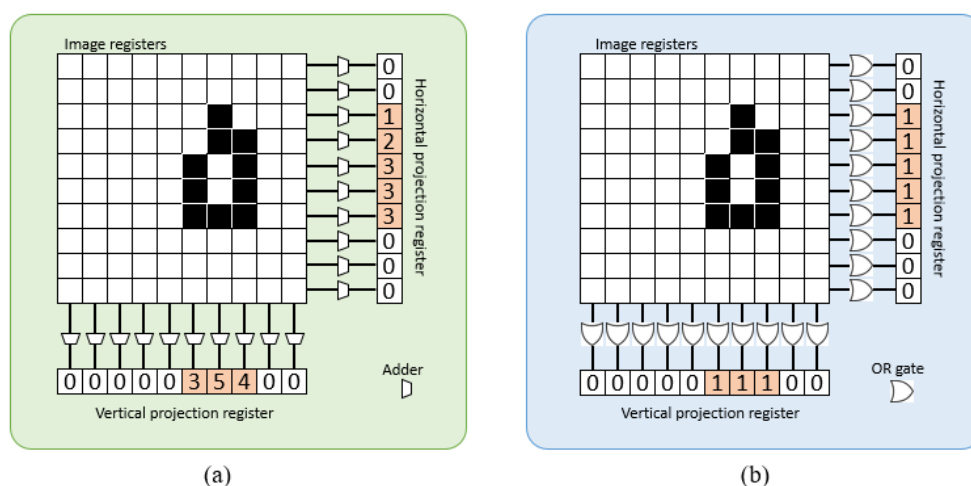 Image registers
0
0
1
2
3
3
3
0
0
0
Horizontal projection register
0 0 0 0 0 3 5 4 0 0
Vertical projection register
Adder
(a)
Image registers
0
0
1
1
1
1
1
0
0
0
Horizontal projection register
0 0 0 0 0 1 1 1 0 0
Vertical projection register
OR gate
(b)